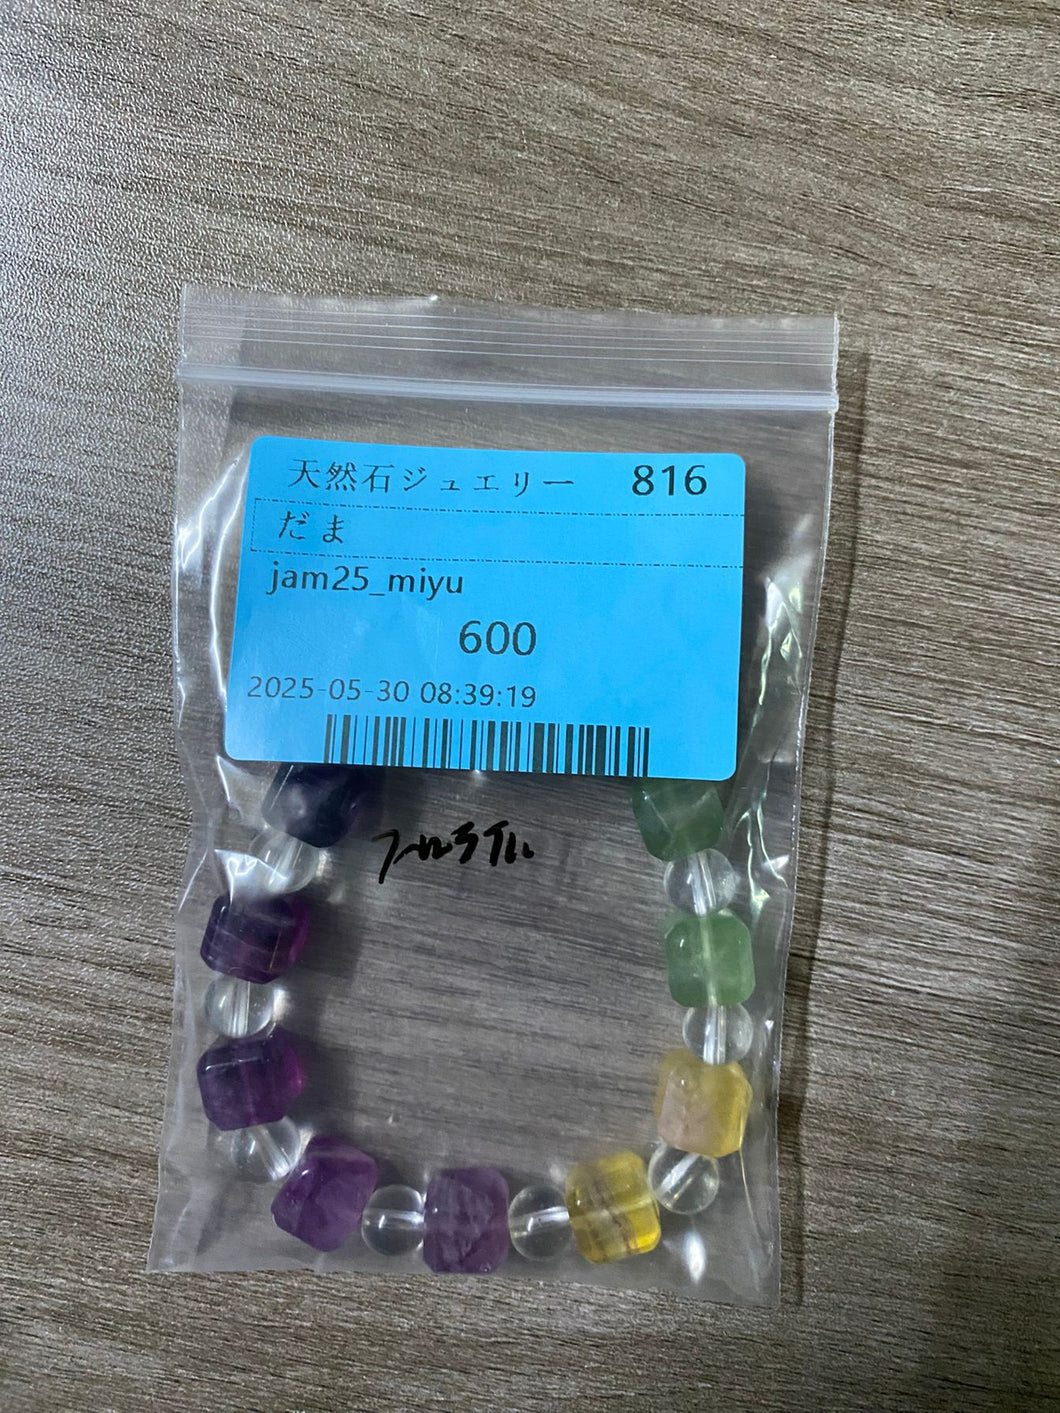 天然石ジュエリー 816
だま
jam25_miyu
600
2025-05-30 08:39:19